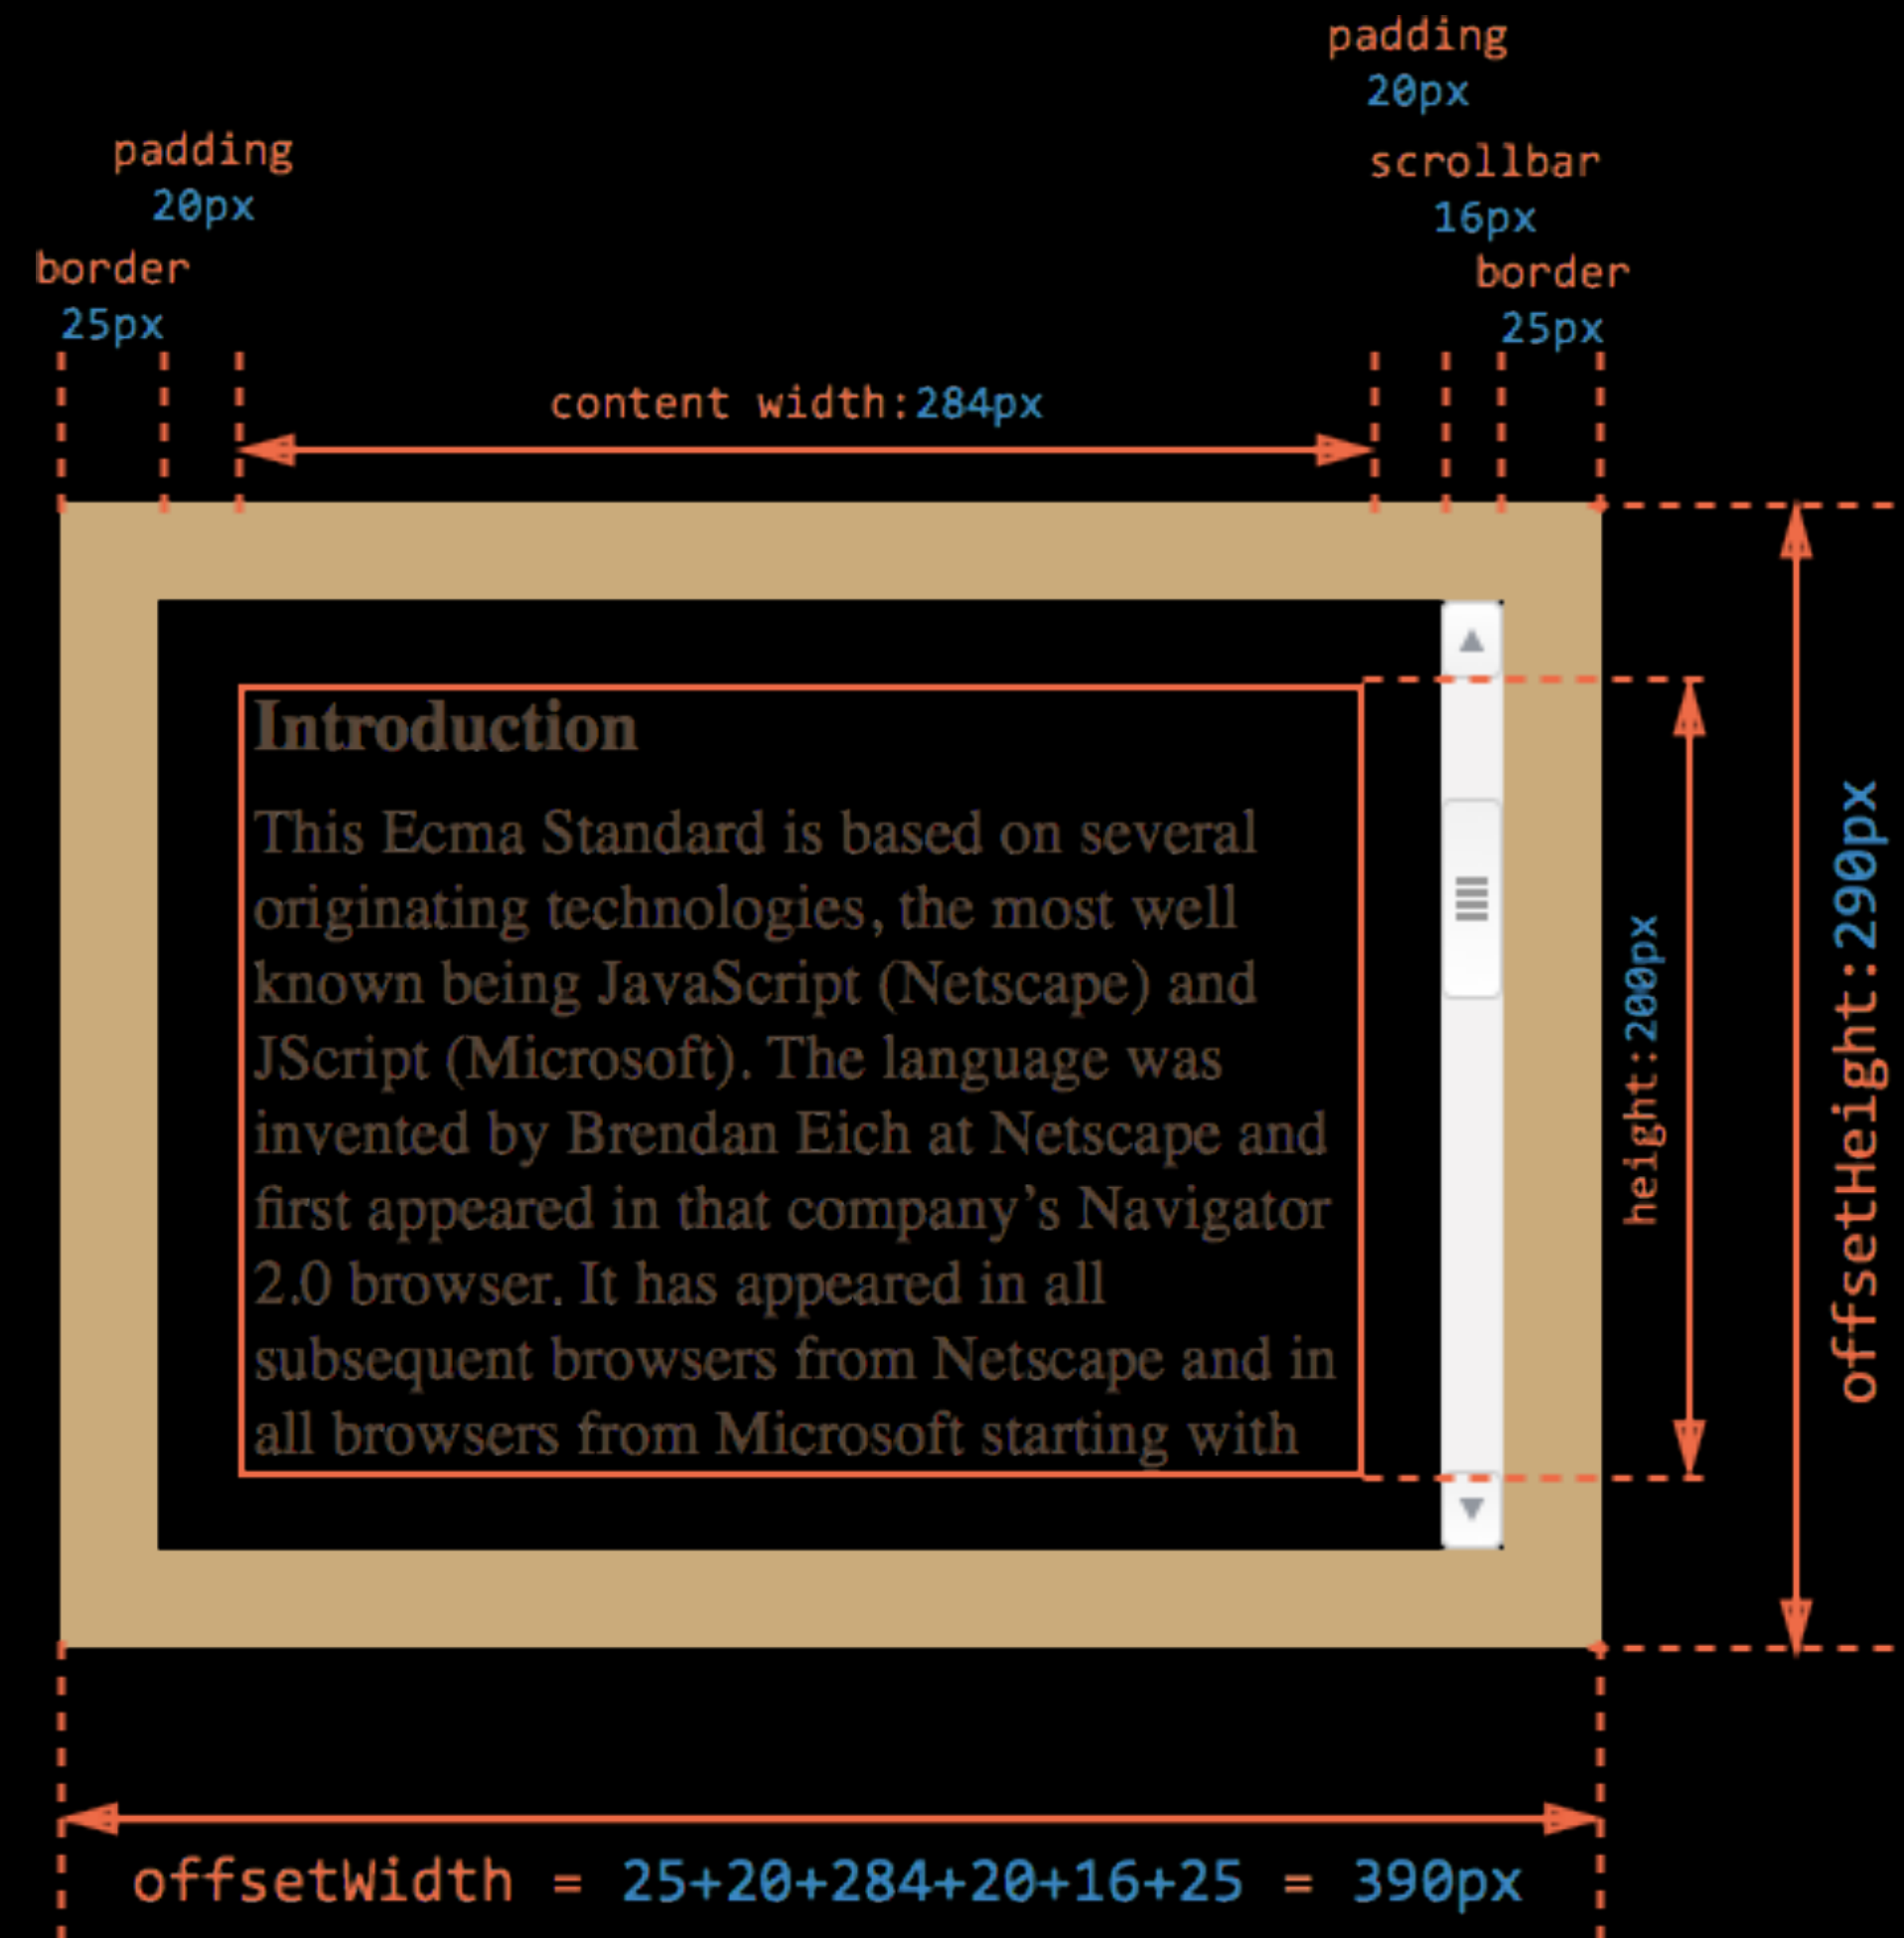 padding
20px
scrollbar
16px
border
25px
padding
20px
border
25px
content width:284px
Introduction
This Ecma Standard is based on several
originating technologies, the most well
known being JavaScript (Netscape) and
JScript (Microsoft). The language was
invented by Brendan Eich at Netscape and
first appeared in that company’s Navigator
2.0 browser. It has appeared in all
subsequent browsers from Netscape and in
all browsers from Microsoft starting with
height:200px
offsetHeight:290px
offsetWidth = 25+20+284+20+16+25 = 390px